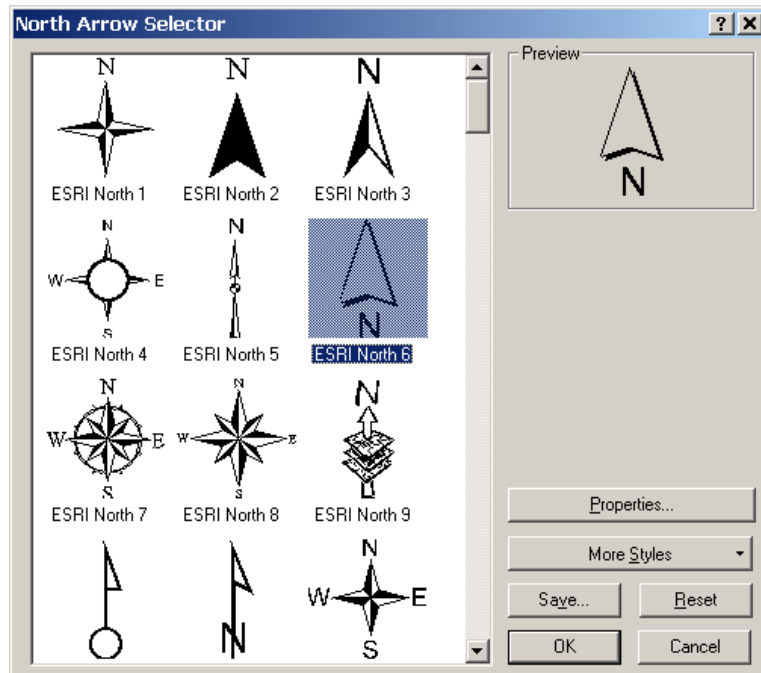 North Arrow Selector
Preview
N
N N N
ESRI North 1 ESRI North 2 ESRI North 3
N
W E
S
N
N
ESRI North 4 ESRI North 5 ESRI North 6
N
W E
S
N
W E
S
N
ESRI North 7 ESRI North 8 ESRI North 9
N
N
W E
S
Properties...
More Styles
Save... Reset
OK Cancel